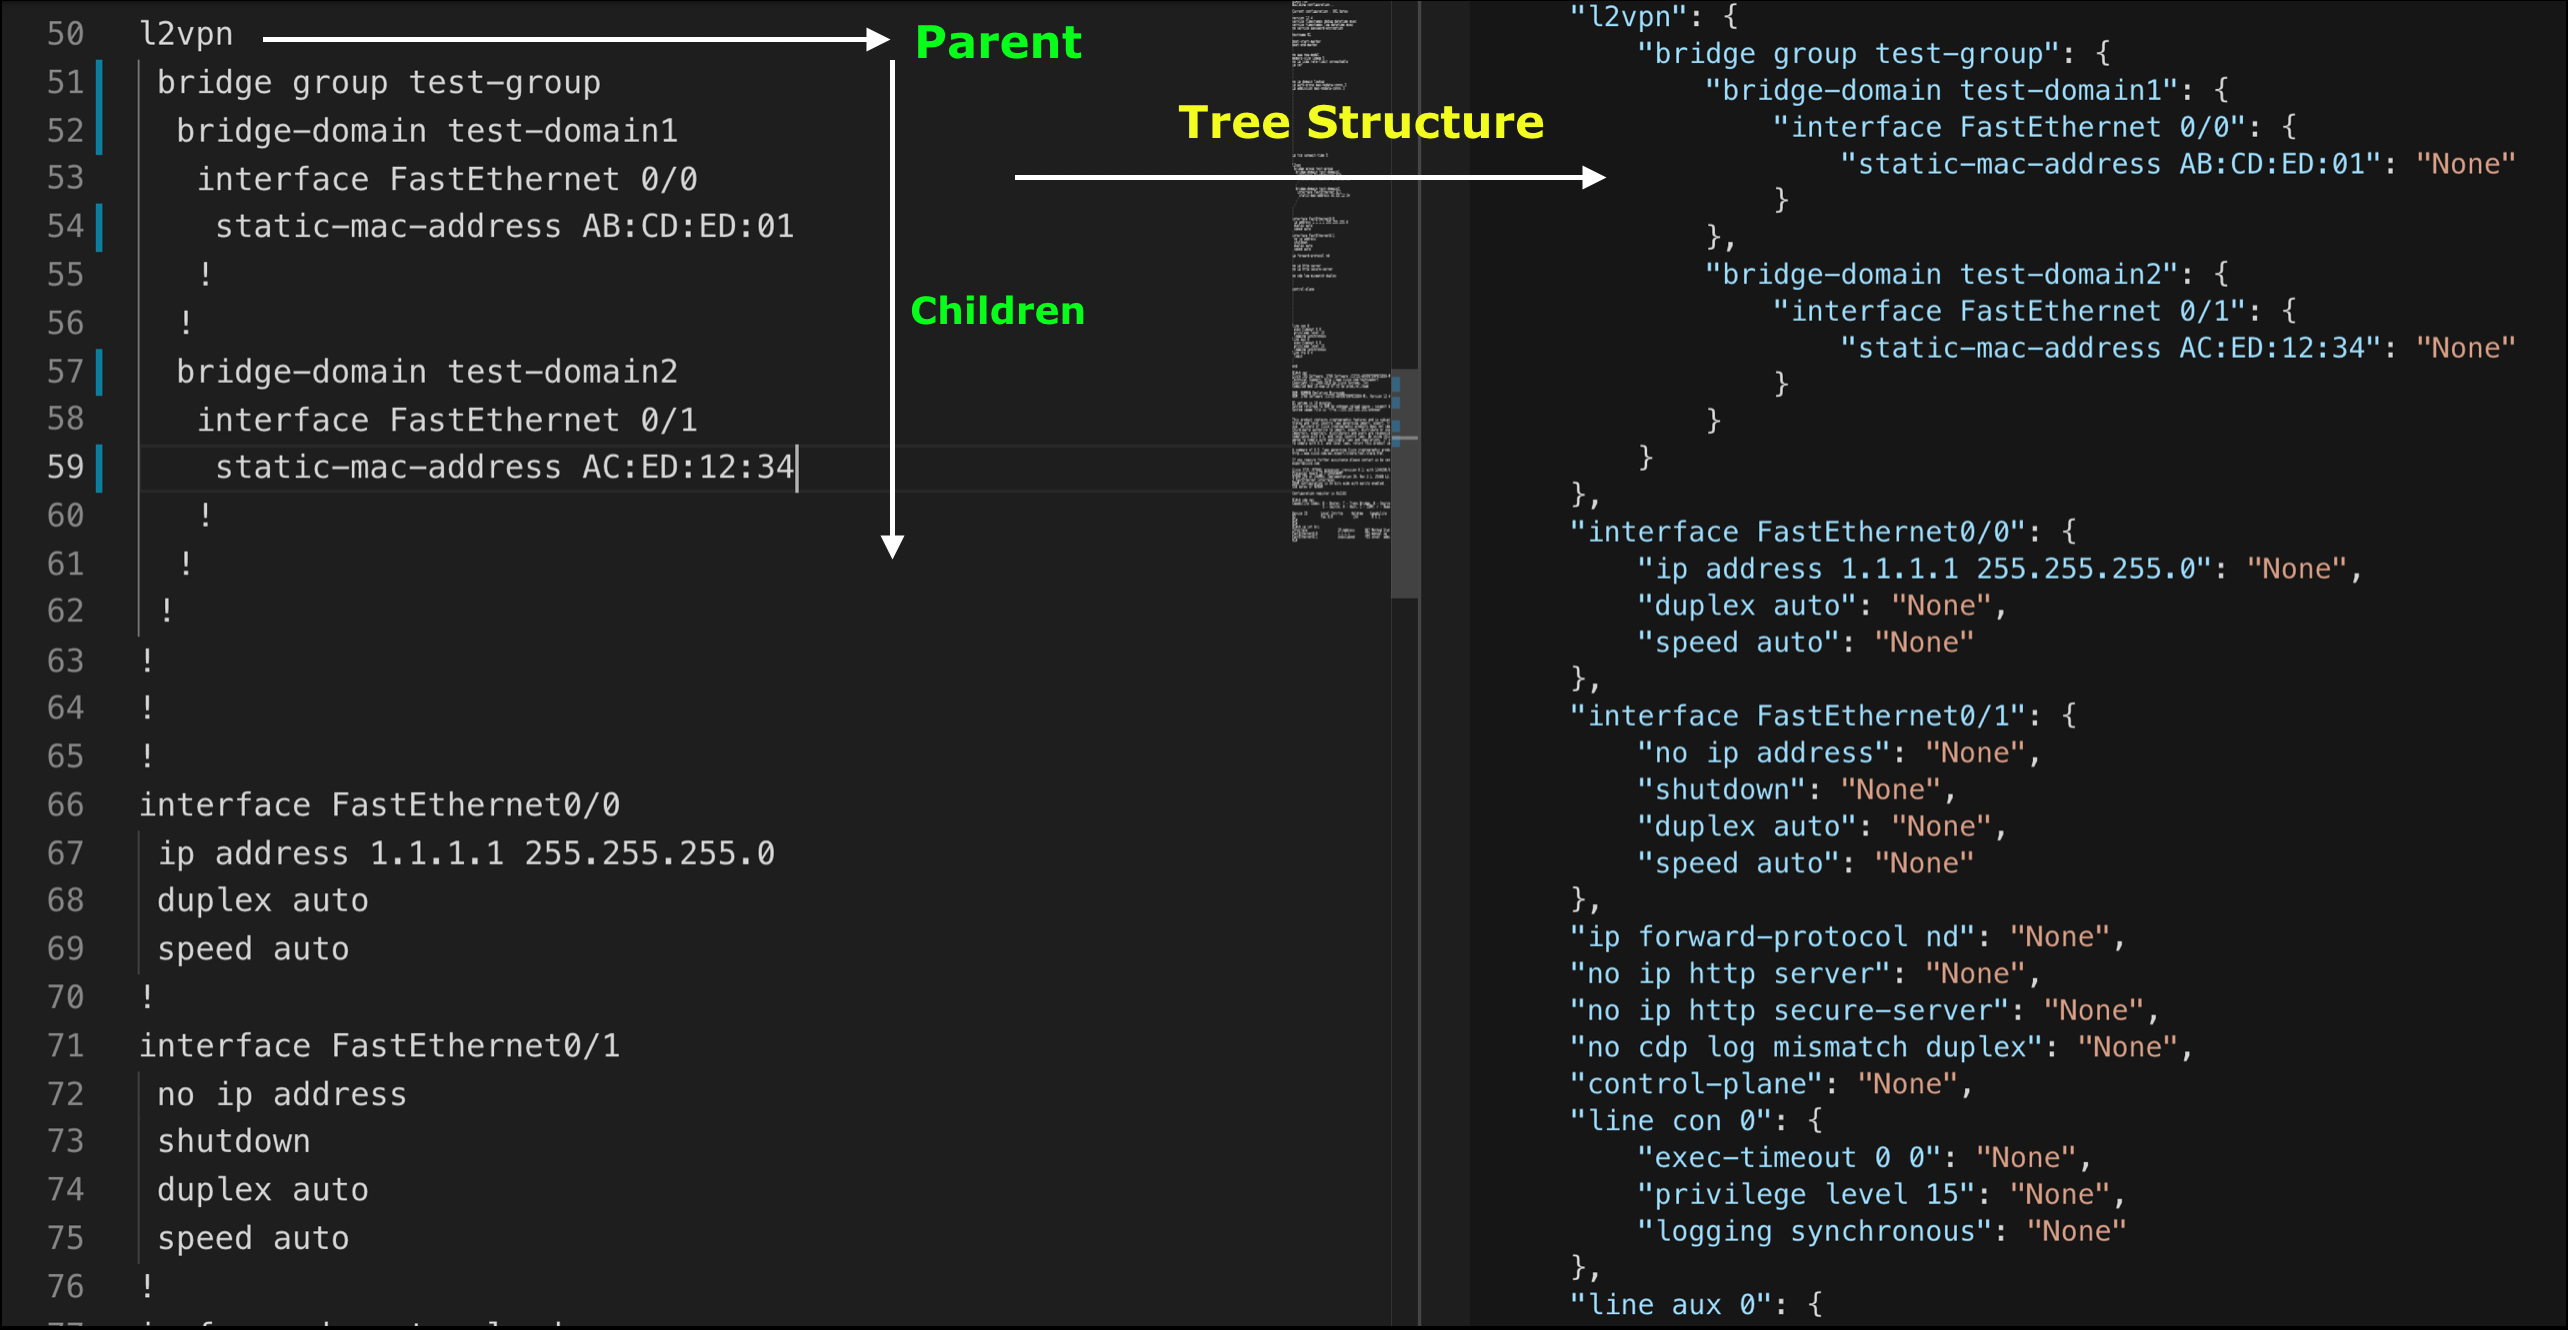 50 l2vpn
51 bridge group test-group
52 bridge-domain test-domain1
53 interface FastEthernet 0/0
54 static-mac-address AB:CD:ED:01
55 !
56 !
57 bridge-domain test-domain2
58 interface FastEthernet 0/1
59 static-mac-address AC:ED:12:34
60 !
61 !
62 !
63 !
64 !
65 !
66 interface FastEthernet0/0
67 ip address 1.1.1.1 255.255.255.0
68 duplex auto
69 speed auto
70 !
71 interface FastEthernet0/1
72 no ip address
73 shutdown
74 duplex auto
75 speed auto
76 !
Parent
Children
Tree Structure
"l2vpn": {
"bridge group test-group": {
"bridge-domain test-domain1": {
"interface FastEthernet 0/0": {
"static-mac-address AB:CD:ED:01": "None"
}
},
"bridge-domain test-domain2": {
"interface FastEthernet 0/1": {
"static-mac-address AC:ED:12:34": "None"
}
}
}
},
"interface FastEthernet0/0": {
"ip address 1.1.1.1 255.255.255.0": "None",
"duplex auto": "None",
"speed auto": "None"
},
"interface FastEthernet0/1": {
"no ip address": "None",
"shutdown": "None",
"duplex auto": "None",
"speed auto": "None"
},
"ip forward-protocol nd": "None",
"no ip http server": "None",
"no ip http secure-server": "None",
"no cdp log mismatch duplex": "None",
"control-plane": "None",
"line con 0": {
"exec-timeout 0 0": "None",
"privilege level 15": "None",
"logging synchronous": "None"
},
"line aux 0": {